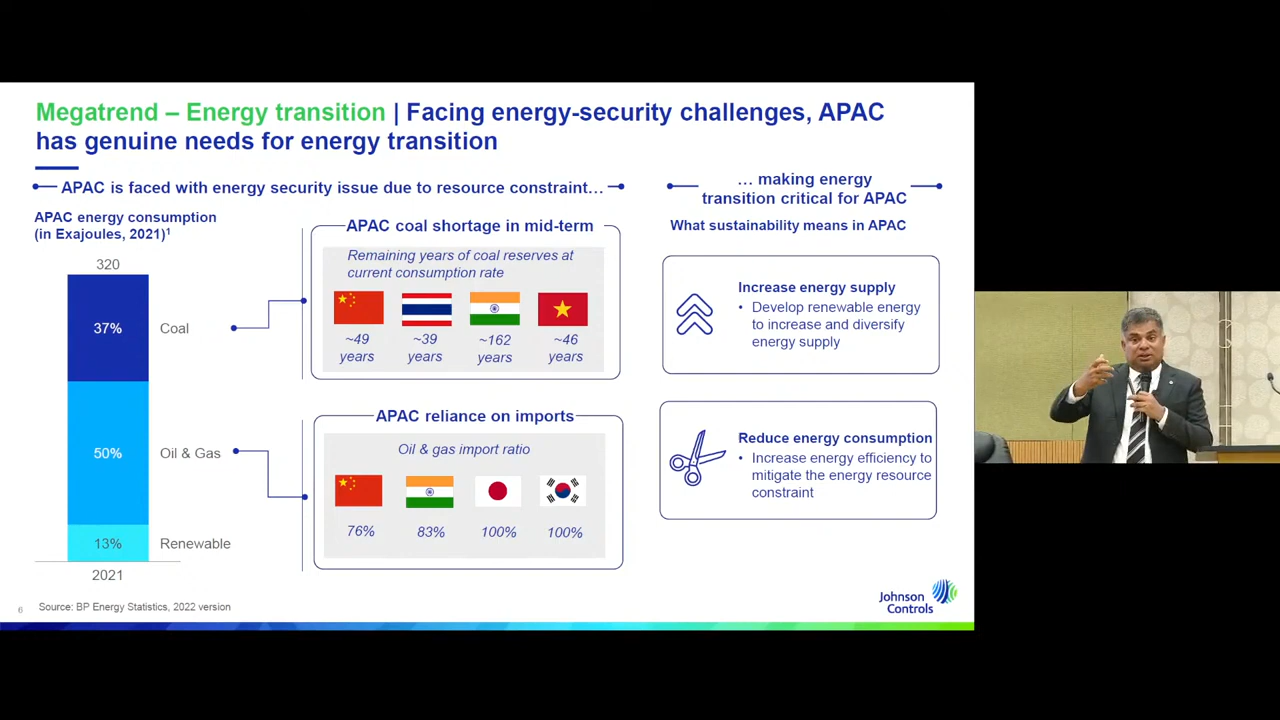 Megatrend – Energy transition | Facing energy-security challenges, APAC
has genuine needs for energy transition
APAC is faced with energy security issue due to resource constraint…
APAC energy consumption
(in Exajoules, 2021)¹
320
37%
Coal
50%
Oil & Gas
13%
Renewable
2021
APAC coal shortage in mid-term
Remaining years of coal reserves at
current consumption rate
~49
years
~39
years
~162
years
~46
years
APAC reliance on imports
Oil & gas import ratio
76%
83%
100%
100%
… making energy
transition critical for APAC
What sustainability means in APAC
Increase energy supply
• Develop renewable energy
to increase and diversify
energy supply
Reduce energy consumption
• Increase energy efficiency to
mitigate the energy resource
constraint
6
Source: BP Energy Statistics, 2022 version
Johnson
Controls